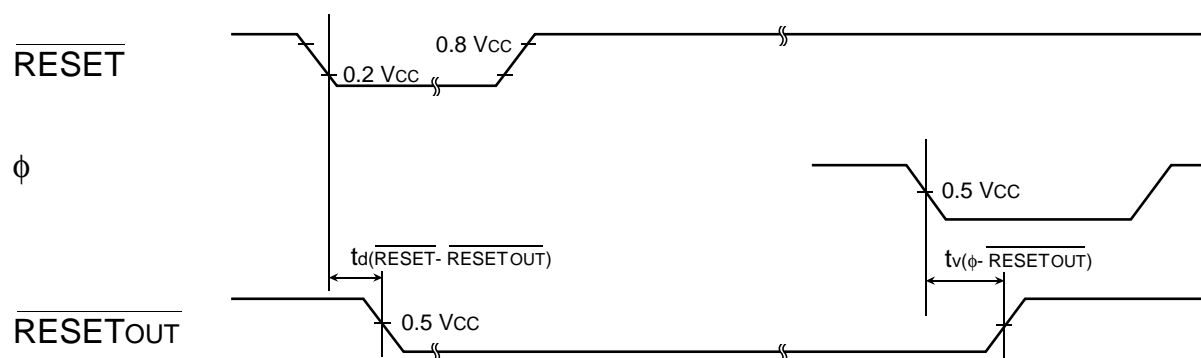 RESET
0.8 VCC
0.2 VCC
ϕ
0.5 VCC
td(RESET- RESETOUT)
tv(ϕ- RESETOUT)
RESETOUT
0.5 VCC